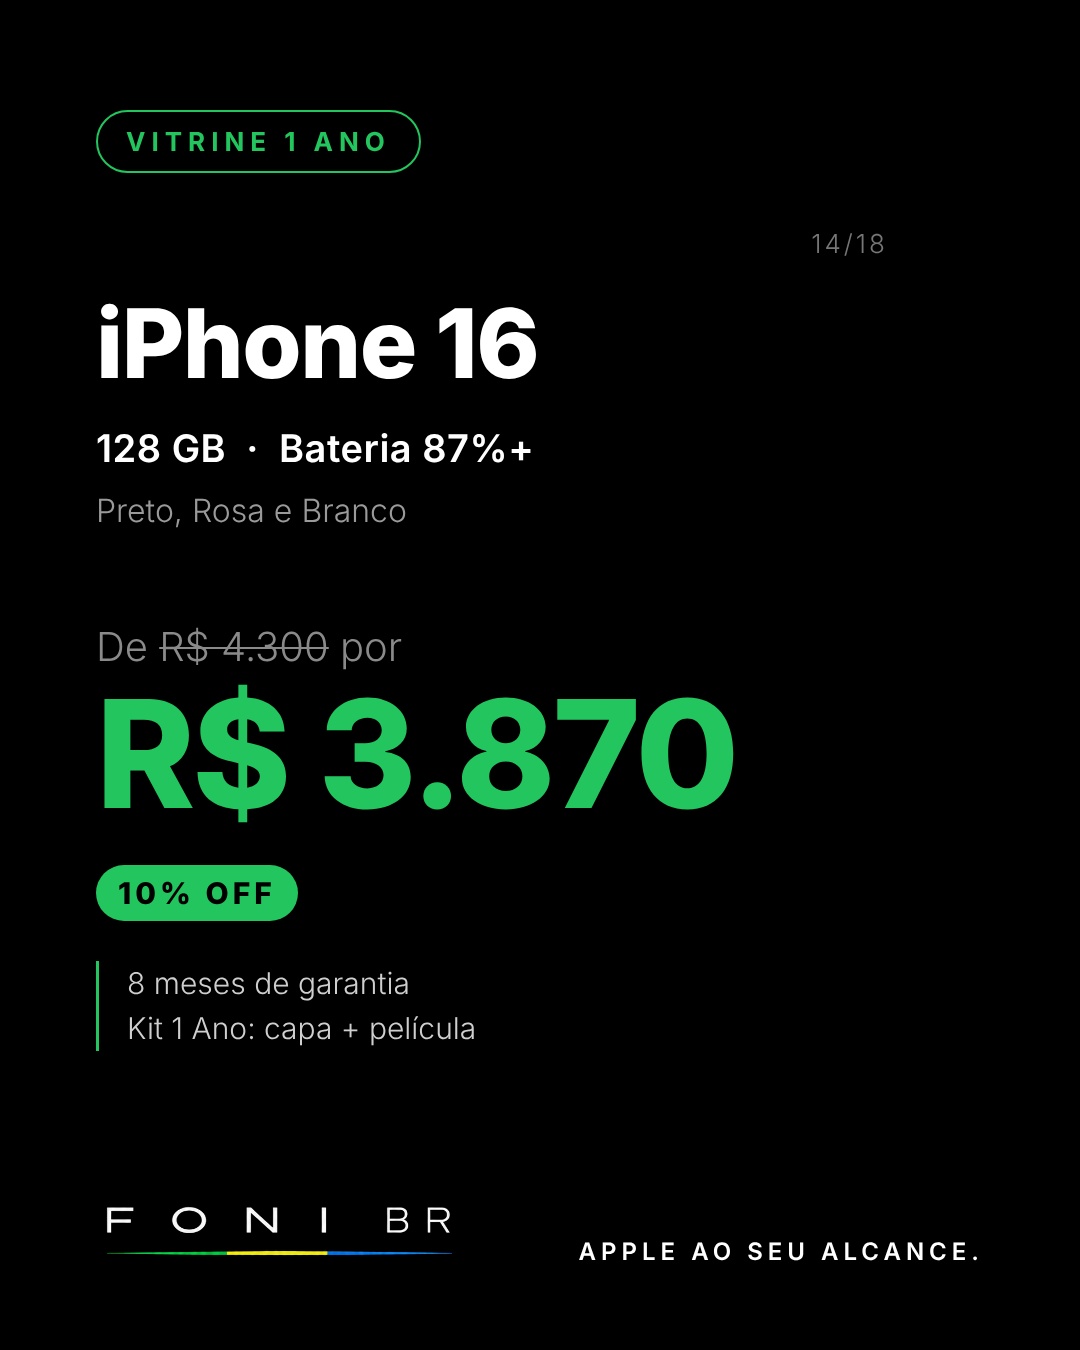 VITRINE 1 ANO
14/18
iPhone 16
128 GB · Bateria 87%+
Preto, Rosa e Branco
De R$ 4.300 por
R$ 3.870
10% OFF
8 meses de garantia
Kit 1 Ano: capa + película
FONI BR
APPLE AO SEU ALCANCE.